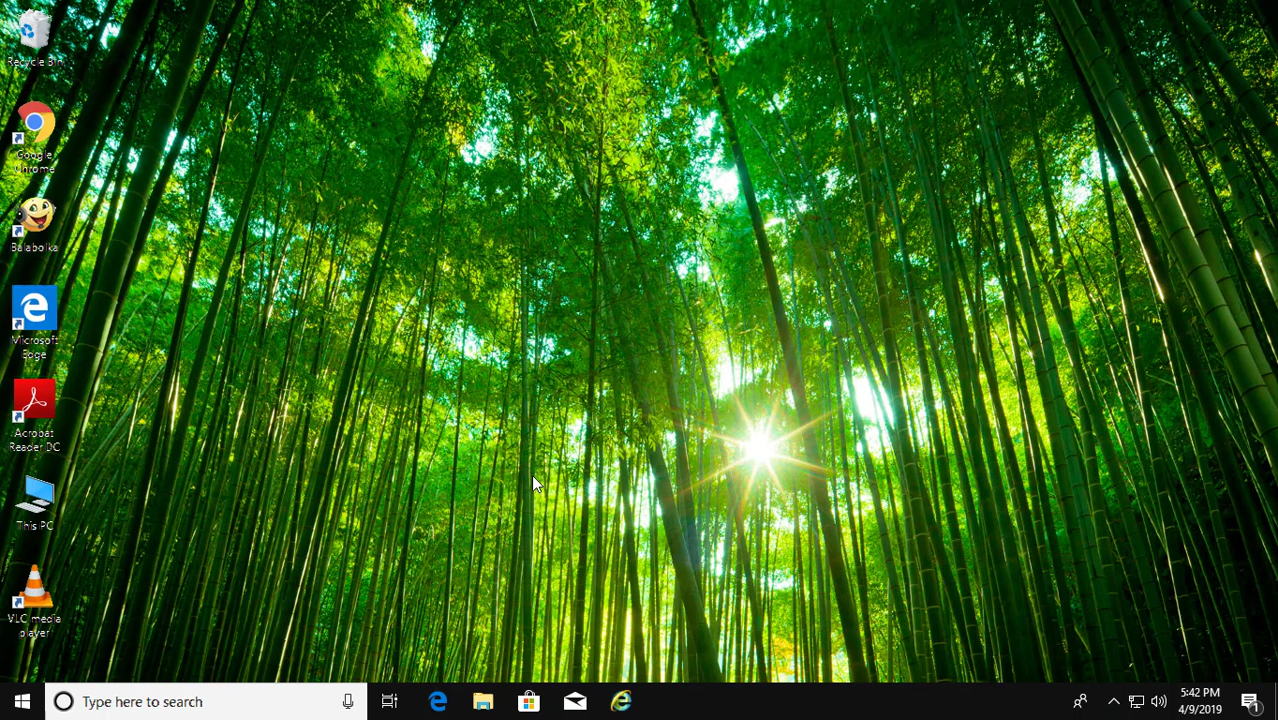 Recycle Bin
Google
Chrome
Balabolka
Microsoft
Edge
Acrobat
Reader DC
This PC
VLC media
player
Type here to search
5:42 PM
4/9/2019
1